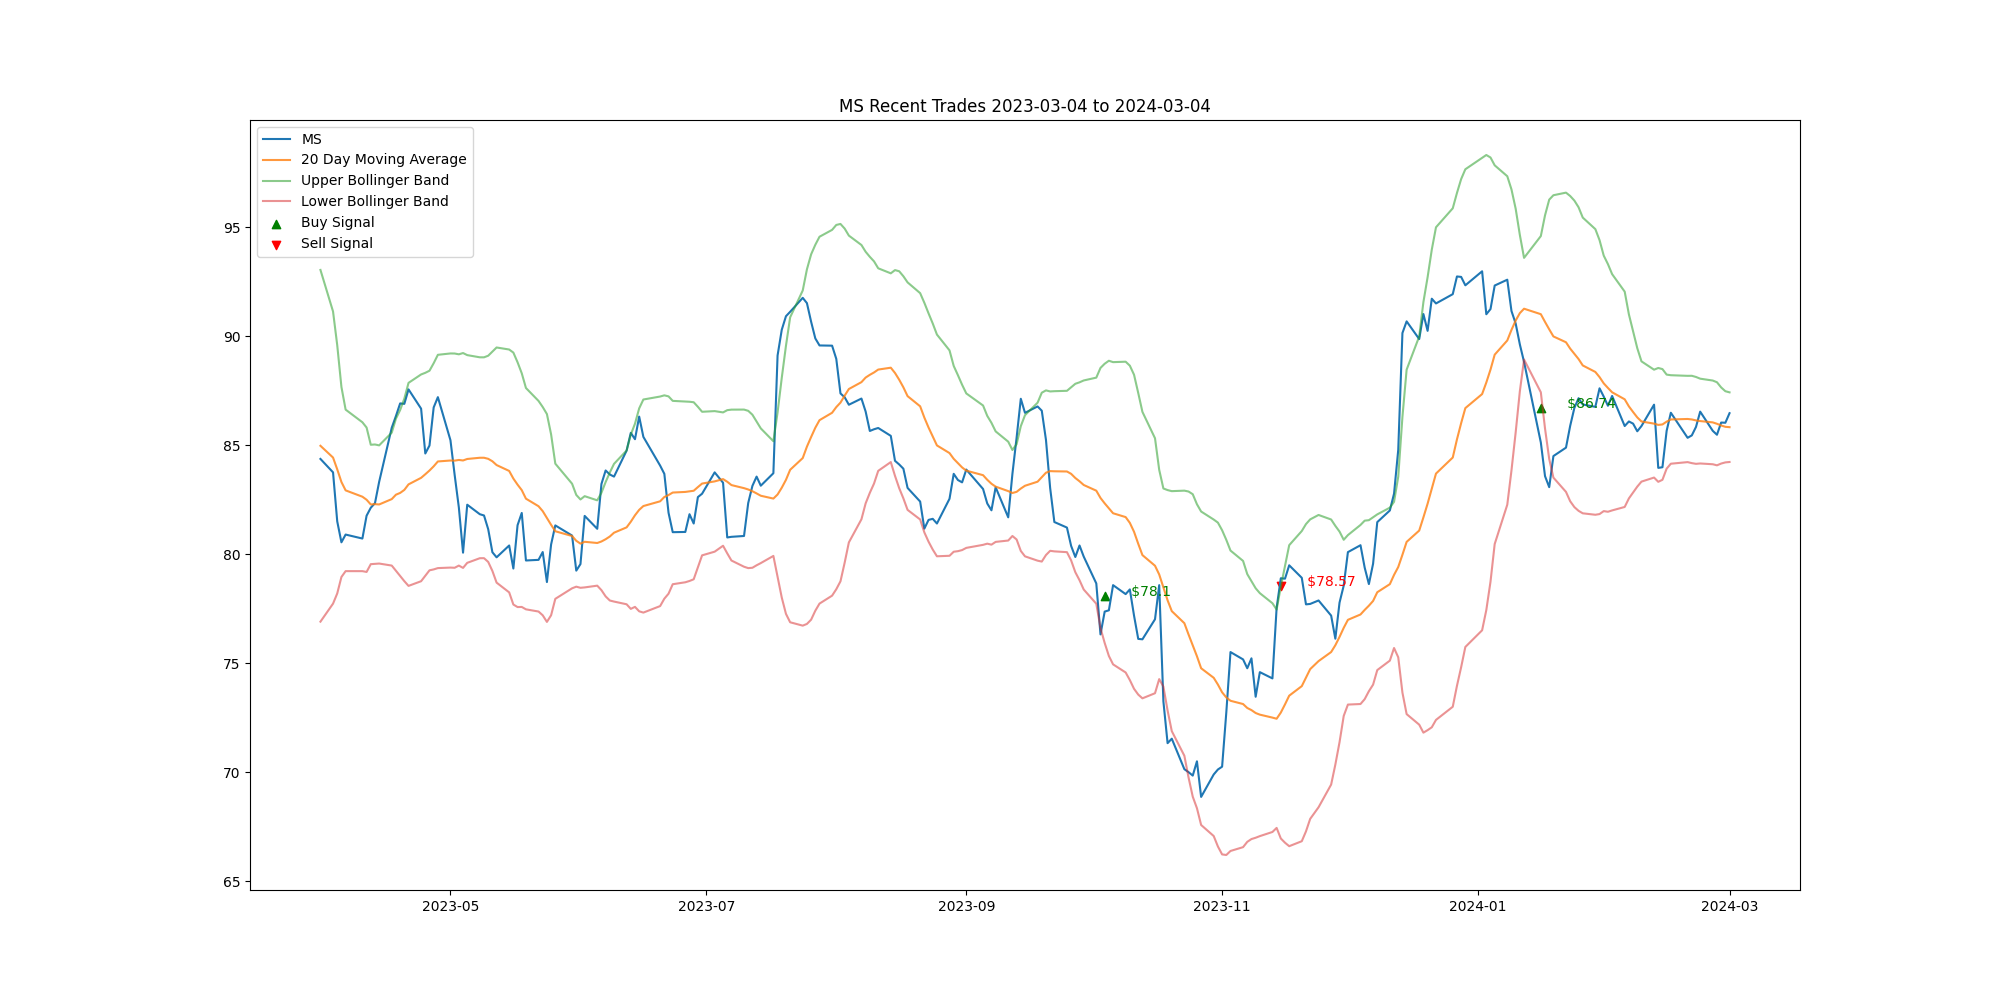 MS Recent Trades 2023-03-04 to 2024-03-04
MS
20 Day Moving Average
Upper Bollinger Band
Lower Bollinger Band
Buy Signal
Sell Signal
95
90
85
80
75
70
65
$86.74
$78.57
$78.1
2023-05
2023-07
2023-09
2023-11
2024-01
2024-03